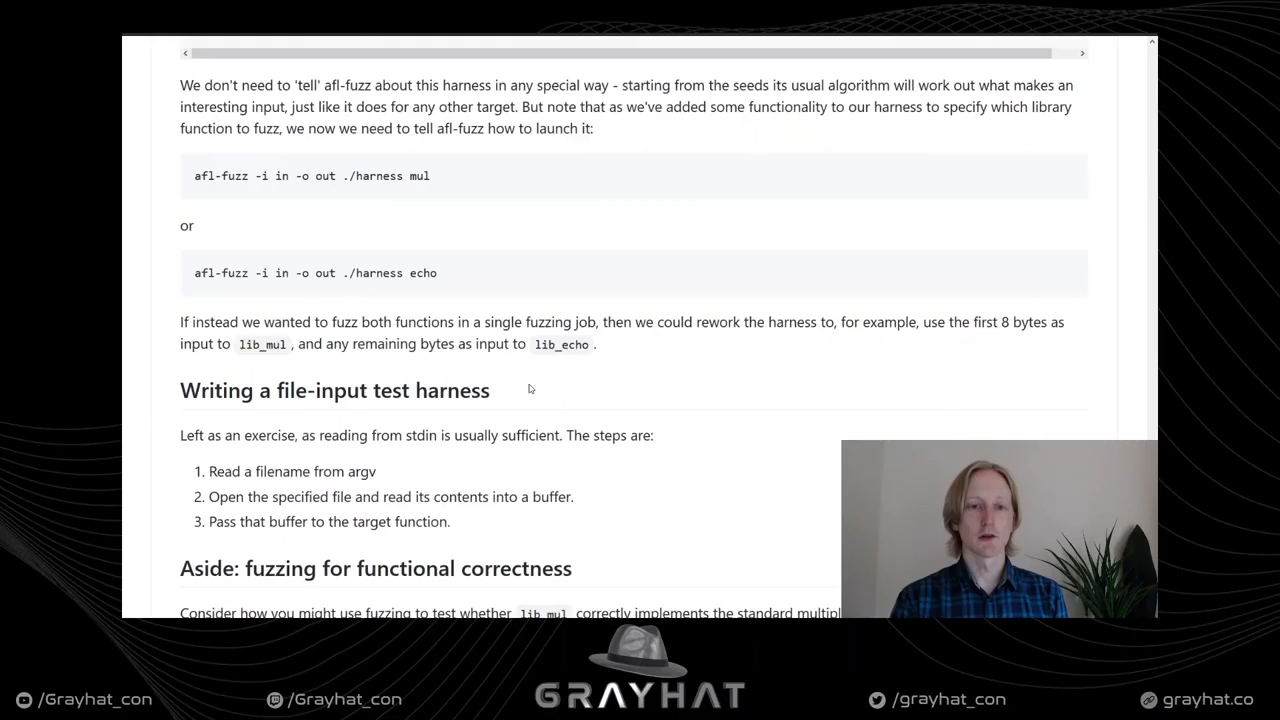 We don't need to 'tell' afl-fuzz about this harness in any special way - starting from the seeds its usual algorithm will work out what makes an
interesting input, just like it does for any other target. But note that as we've added some functionality to our harness to specify which library
function to fuzz, we now we need to tell afl-fuzz how to launch it:
afl-fuzz -i in -o out ./harness mul
or
afl-fuzz -i in -o out ./harness echo
If instead we wanted to fuzz both functions in a single fuzzing job, then we could rework the harness to, for example, use the first 8 bytes as
input to lib_mul, and any remaining bytes as input to lib_echo.
Writing a file-input test harness
Left as an exercise, as reading from stdin is usually sufficient. The steps are:
1. Read a filename from argv
2. Open the specified file and read its contents into a buffer.
3. Pass that buffer to the target function.
Aside: fuzzing for functional correctness
Consider how you might use fuzzing to test whether lib_mul correctly implements the standard multipl
GRAYHAT
/Grayhat_con
/Grayhat_con
/grayhat_con
grayhat.co